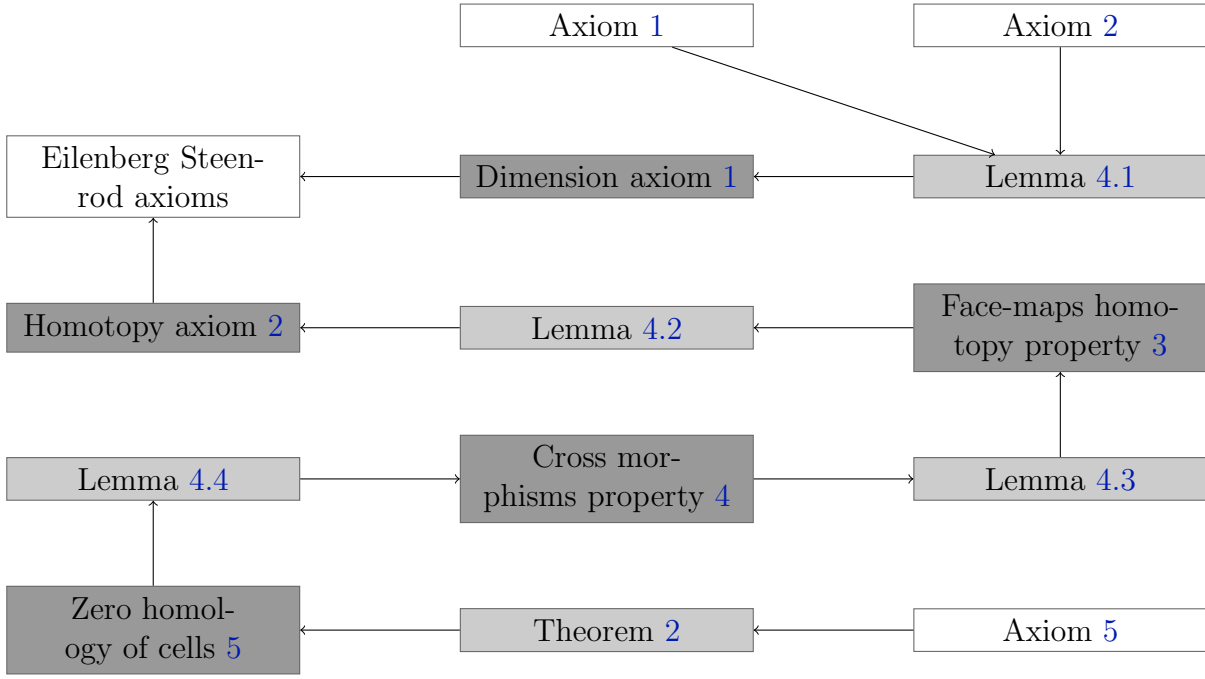 Axiom 1
Axiom 2
Eilenberg Steen-
rod axioms
Dimension axiom 1
Lemma 4.1
Homotopy axiom 2
Lemma 4.2
Face-maps homo-
topy property 3
Lemma 4.4
Cross mor-
phisms property 4
Lemma 4.3
Zero homol-
ogy of cells 5
Theorem 2
Axiom 5